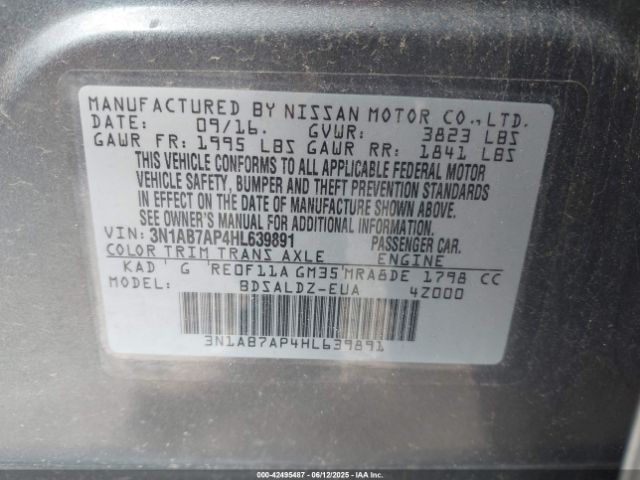 MANUFACTURED BY NISSAN MOTOR CO., LTD.
DATE: 09/16. GVWR: 3823 LBS
GAWR FR: 1995 LBS GAWR RR: 1841 LBS
THIS VEHICLE CONFORMS TO ALL APPLICABLE FEDERAL MOTOR
VEHICLE SAFETY, BUMPER AND THEFT PREVENTION STANDARDS
IN EFFECT ON THE DATE OF MANUFACTURE SHOWN ABOVE.
SEE OWNER'S MANUAL FOR ADDITIONAL INFORMATION.
VIN: 3N1AB7AP4HL639891 PASSENGER CAR.
COLOR TRIM TRANS AXLE ENGINE
KAD G RE0F11A GM35 MRA8DE 1798 CC
MODEL: BDSALDZ-EUA 4Z000
3N1AB7AP4HL639891
000-42495487 - 06/12/2025 - IAAI.COM